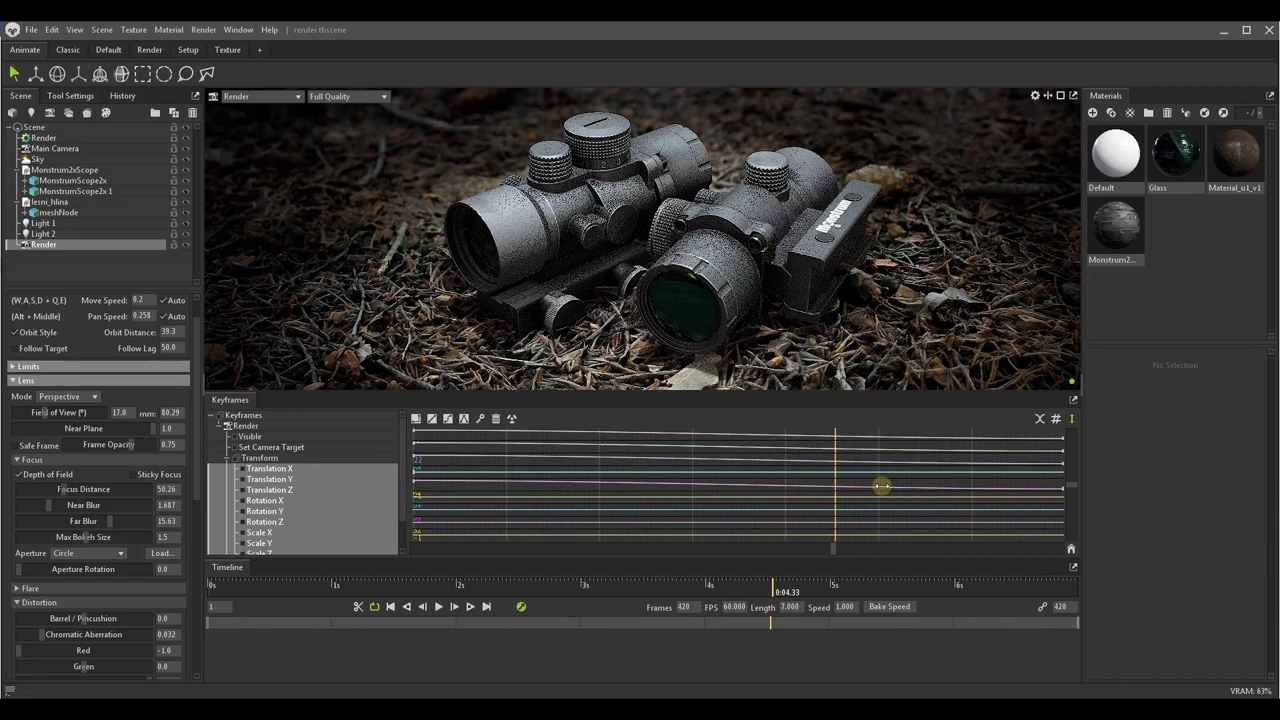 File Edit View Scene Texture Material Render Window Help render.tbscene
Animate Classic Default Render Setup Texture +
Scene Tool Settings History
Render Full Quality
Materials
Scene
Render
Main Camera
Sky
Monstrum2xScope
MonstrumScope2x
MonstrumScope2x 1
lesni_hlina
meshNode
Light 1
Light 2
Render
Default Glass Material_u1_v1
Monstrum2...
Monstrum
2
(W,A,S,D + Q,E) Move Speed: 0.2 Auto
(Alt + Middle) Pan Speed: 0.258 Auto
Orbit Style Orbit Distance: 39.3
Follow Target Follow Lag 50.0
Limits
Lens
Mode Perspective
Field of View (°) 17.0 mm: 80.29
Near Plane 1.0
Safe Frame Frame Opacity 0.75
Focus
Depth of Field Sticky Focus
Focus Distance 50.26
Near Blur 1.687
Far Blur 15.63
Max Bokeh Size 1.5
Aperture Circle Load...
Aperture Rotation 0.0
Flare
Distortion
Barrel / Pincushion 0.0
Chromatic Aberration 0.032
Red -1.0
Green 0.0
No Selection
Keyframes
Keyframes
Render
Visible
Set Camera Target
Transform
Translation X
Translation Y
Translation Z
Rotation X
Rotation Y
Rotation Z
Scale X
Scale Y
Scale Z
Timeline
0s 1s 2s 3s 4s 5s 6s
0:04.33
1 Frames 420 FPS 60.000 Length 7.000 Speed 1.000 Bake Speed 420
VRAM: 63%